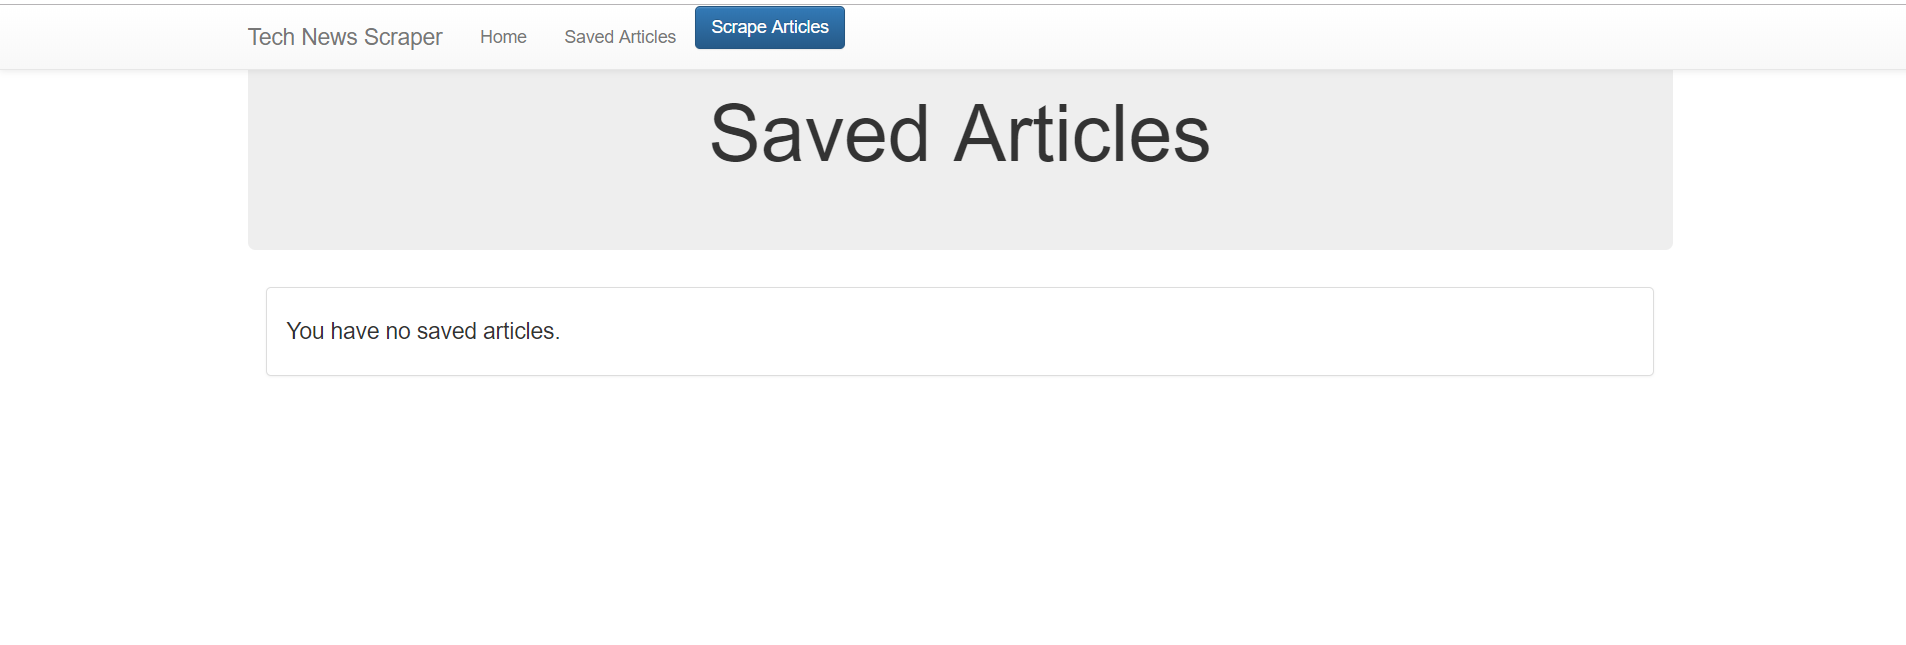 Tech News Scraper Home Saved Articles Scrape Articles
Saved Articles
You have no saved articles.